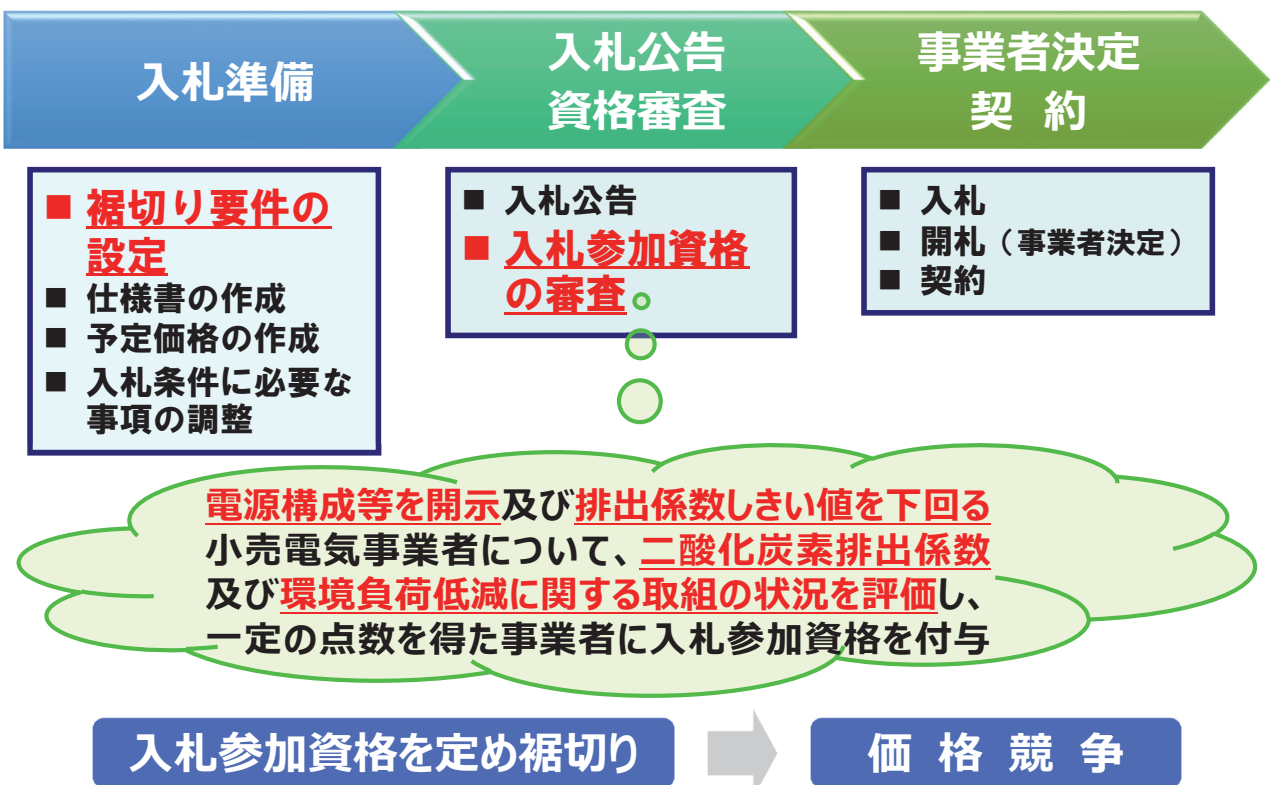 入札準備
入札公告
資格審査
事業者決定
契 約
■ 裾切り要件の
設定
■ 仕様書の作成
■ 予定価格の作成
■ 入札条件に必要な
事項の調整
■ 入札公告
■ 入札参加資格
の審査
■ 入札
■ 開札（事業者決定）
■ 契約
電源構成等を開示及び排出係数しきい値を下回る
小売電気事業者について、二酸化炭素排出係数
及び環境負荷低減に関する取組の状況を評価し、
一定の点数を得た事業者に入札参加資格を付与
入札参加資格を定め裾切り
価 格 競 争